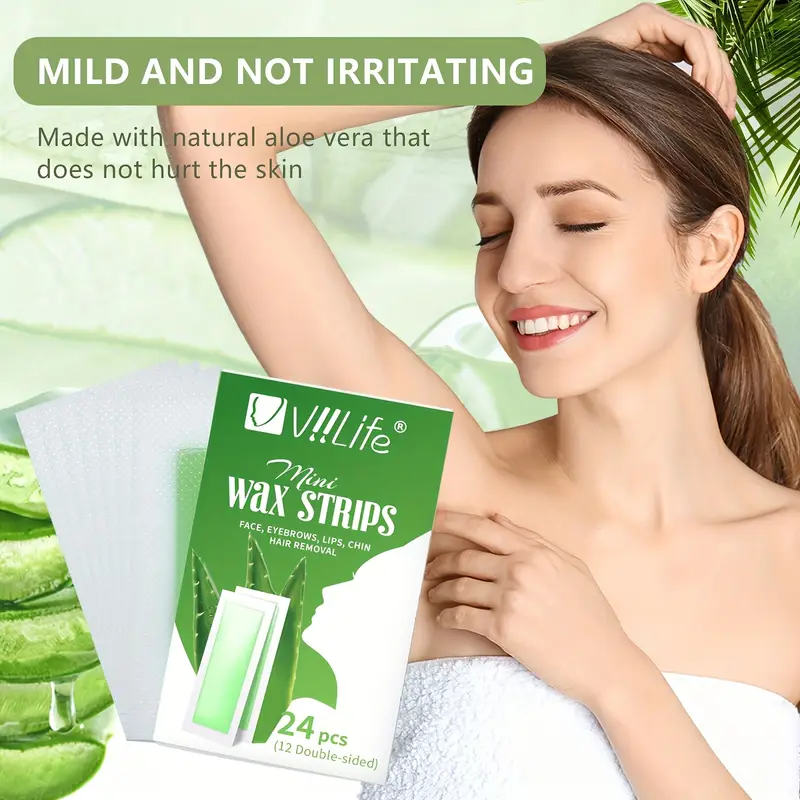 MILD AND NOT IRRITATING
Made with natural aloe vera that
does not hurt the skin
V!!Life®
Mini
WAX STRIPS
FACE, EYEBROWS, LIPS, CHIN
HAIR REMOVAL
24 pcs
(12 Double-sided)